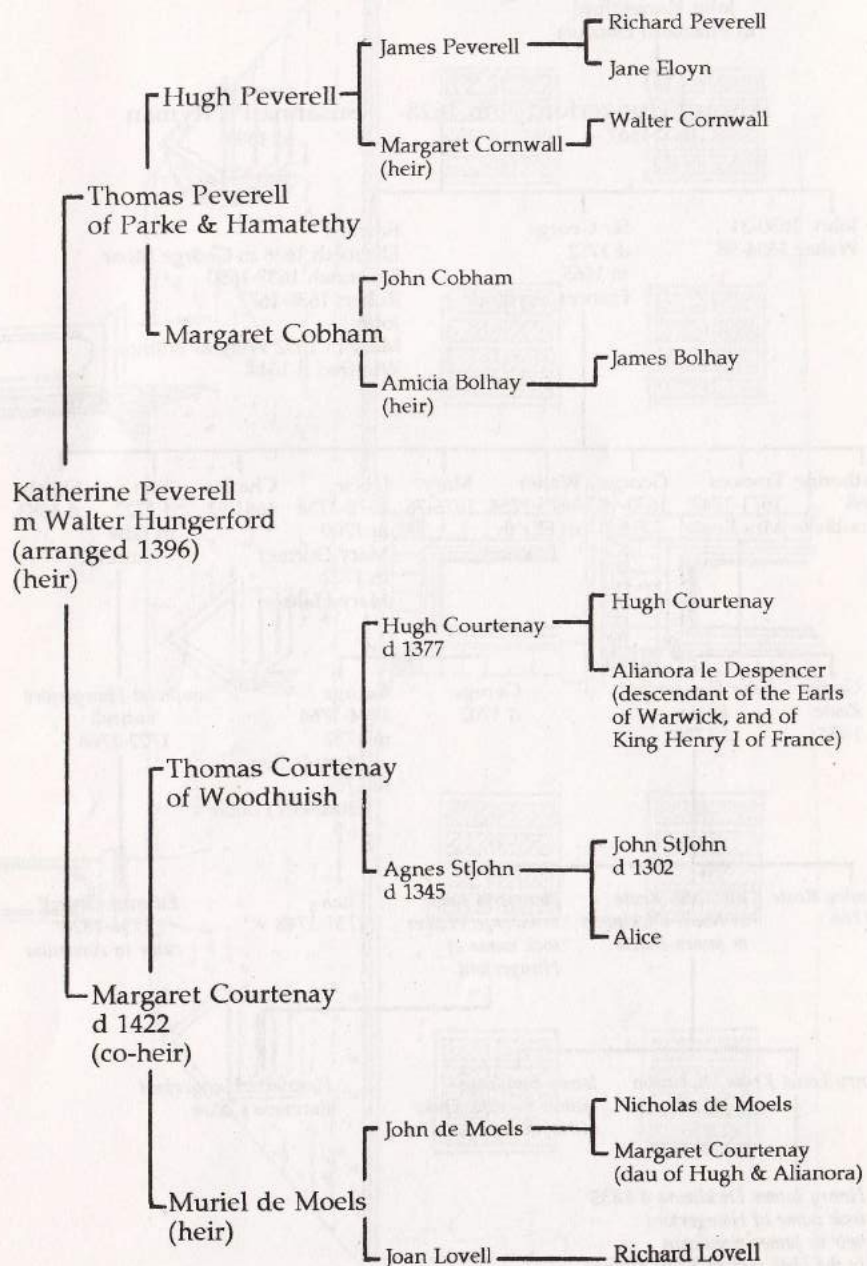 Richard Peverell
James Peverell
Jane Eloyn
Hugh Peverell
Walter Cornwall
Margaret Cornwall
(heir)
Thomas Peverell
of Parke & Hamatethy
John Cobham
Margaret Cobham
James Bolhay
Amicia Bolhay
(heir)
Katherine Peverell
m Walter Hungerford
(arranged 1396)
(heir)
Hugh Courtenay
Hugh Courtenay
d 1377
Alianora le Despencer
(descendant of the Earls
of Warwick, and of
King Henry I of France)
Thomas Courtenay
of Woodhuish
John StJohn
d 1302
Agnes StJohn
d 1345
Alice
Margaret Courtenay
d 1422
(co-heir)
Nicholas de Moels
John de Moels
Margaret Courtenay
(dau of Hugh & Alianora)
Muriel de Moels
(heir)
Joan Lovell
Richard Lovell